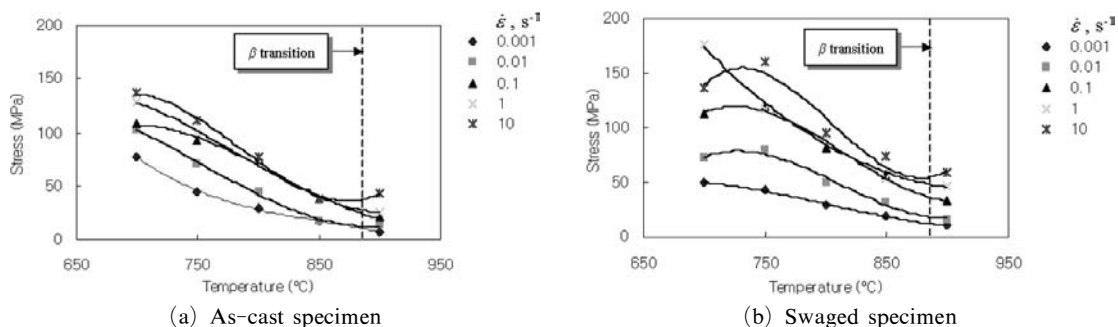 200
150
100
50
0
Stress (MPa)
650
750
850
950
Temperature (°C)
β transition
ε̇ , s⁻¹
0.001
0.01
0.1
1
10
(a) As-cast specimen
200
150
100
50
0
Stress (MPa)
650
750
850
950
Temperature (°C)
β transition
ε̇ , s⁻¹
0.001
0.01
0.1
1
10
(b) Swaged specimen